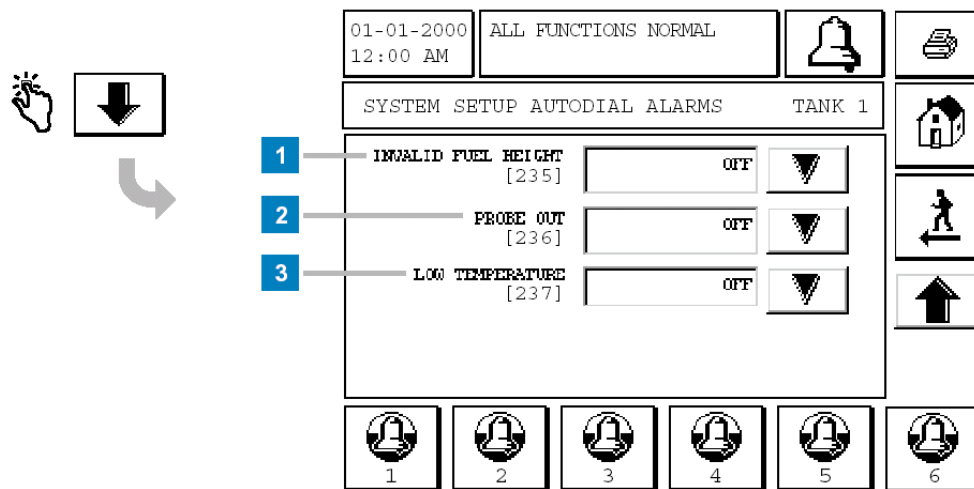 01-01-2000
12:00 AM
ALL FUNCTIONS NORMAL
SYSTEM SETUP AUTODIAL ALARMS TANK 1
1 INVALID FUEL HEIGHT OFF
[235]
2 PROBE OUT OFF
[236]
3 LOW TEMPERATURE OFF
[237]
1 2 3 4 5 6